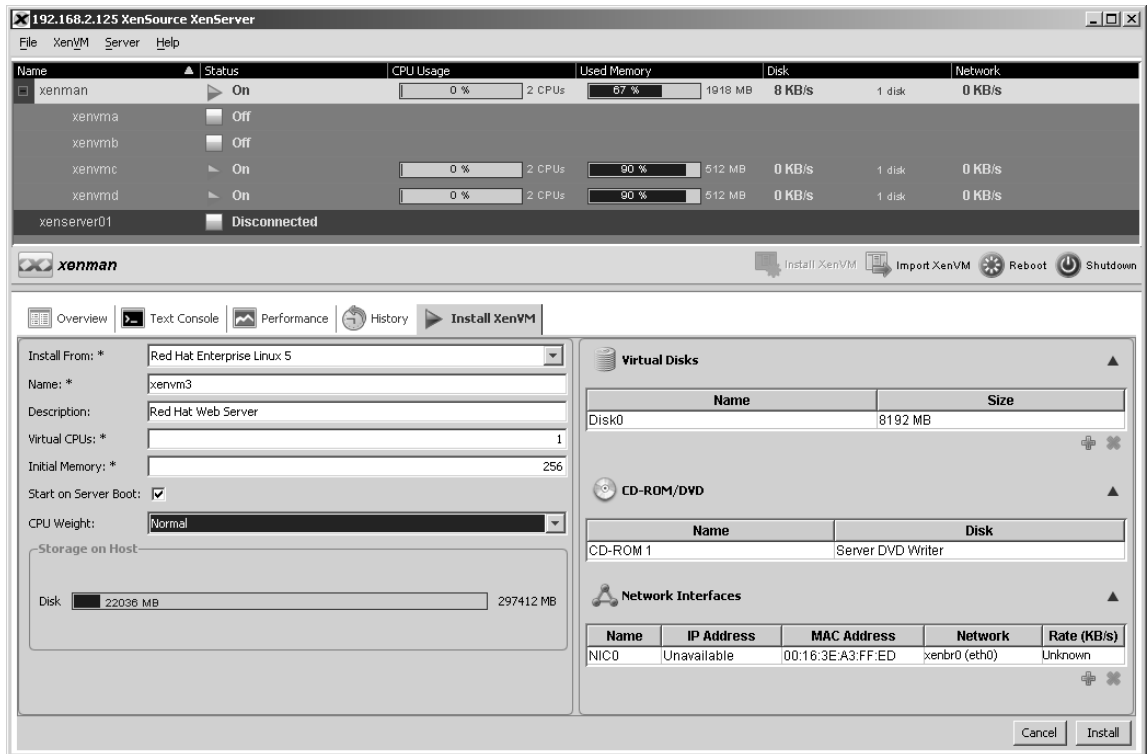 192.168.2.125 XenSource XenServer
File XenVM Server Help
Name Status CPU Usage Used Memory Disk Network
xenman On 0 % 2 CPUs 67 % 1918 MB 8 KB/s 1 disk 0 KB/s
xenvma Off
xenvmb Off
xenvmc On 0 % 2 CPUs 90 % 512 MB 0 KB/s 1 disk 0 KB/s
xenvmd On 0 % 2 CPUs 90 % 512 MB 0 KB/s 1 disk 0 KB/s
xenserver01 Disconnected
xenman Install XenVM Import XenVM Reboot Shutdown
Overview Text Console Performance History Install XenVM
Install From: * Red Hat Enterprise Linux 5
Name: * xenvm3
Description: Red Hat Web Server
Virtual CPUs: * 1
Initial Memory: * 256
Start on Server Boot:
CPU Weight: Normal
Storage on Host
Disk 22036 MB 297412 MB
Virtual Disks
Name Size
Disk0 8192 MB
CD-ROM/DVD
Name Disk
CD-ROM 1 Server DVD Writer
Network Interfaces
Name IP Address MAC Address Network Rate (KB/s)
NIC0 Unavailable 00:16:3E:A3:FF:ED xenbr0 (eth0) Unknown
Cancel Install